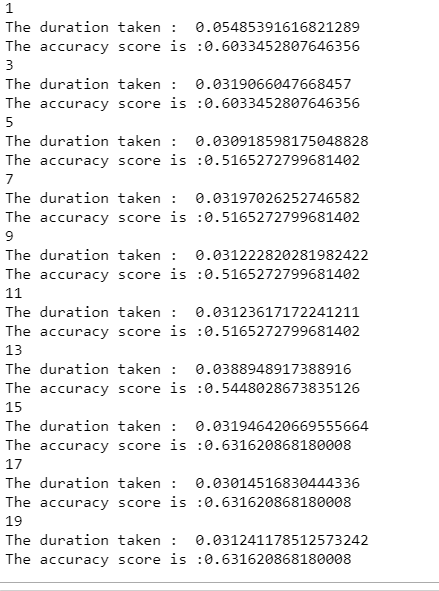 1
The duration taken :  0.05485391616821289
The accuracy score is :0.6033452807646356
3
The duration taken :  0.0319066047668457
The accuracy score is :0.6033452807646356
5
The duration taken :  0.030918598175048828
The accuracy score is :0.5165272799681402
7
The duration taken :  0.03197026252746582
The accuracy score is :0.5165272799681402
9
The duration taken :  0.031222820281982422
The accuracy score is :0.5165272799681402
11
The duration taken :  0.03123617172241211
The accuracy score is :0.5165272799681402
13
The duration taken :  0.0388948917388916
The accuracy score is :0.5448028673835126
15
The duration taken :  0.031946420669555664
The accuracy score is :0.631620868180008
17
The duration taken :  0.03014516830444336
The accuracy score is :0.631620868180008
19
The duration taken :  0.031241178512573242
The accuracy score is :0.631620868180008